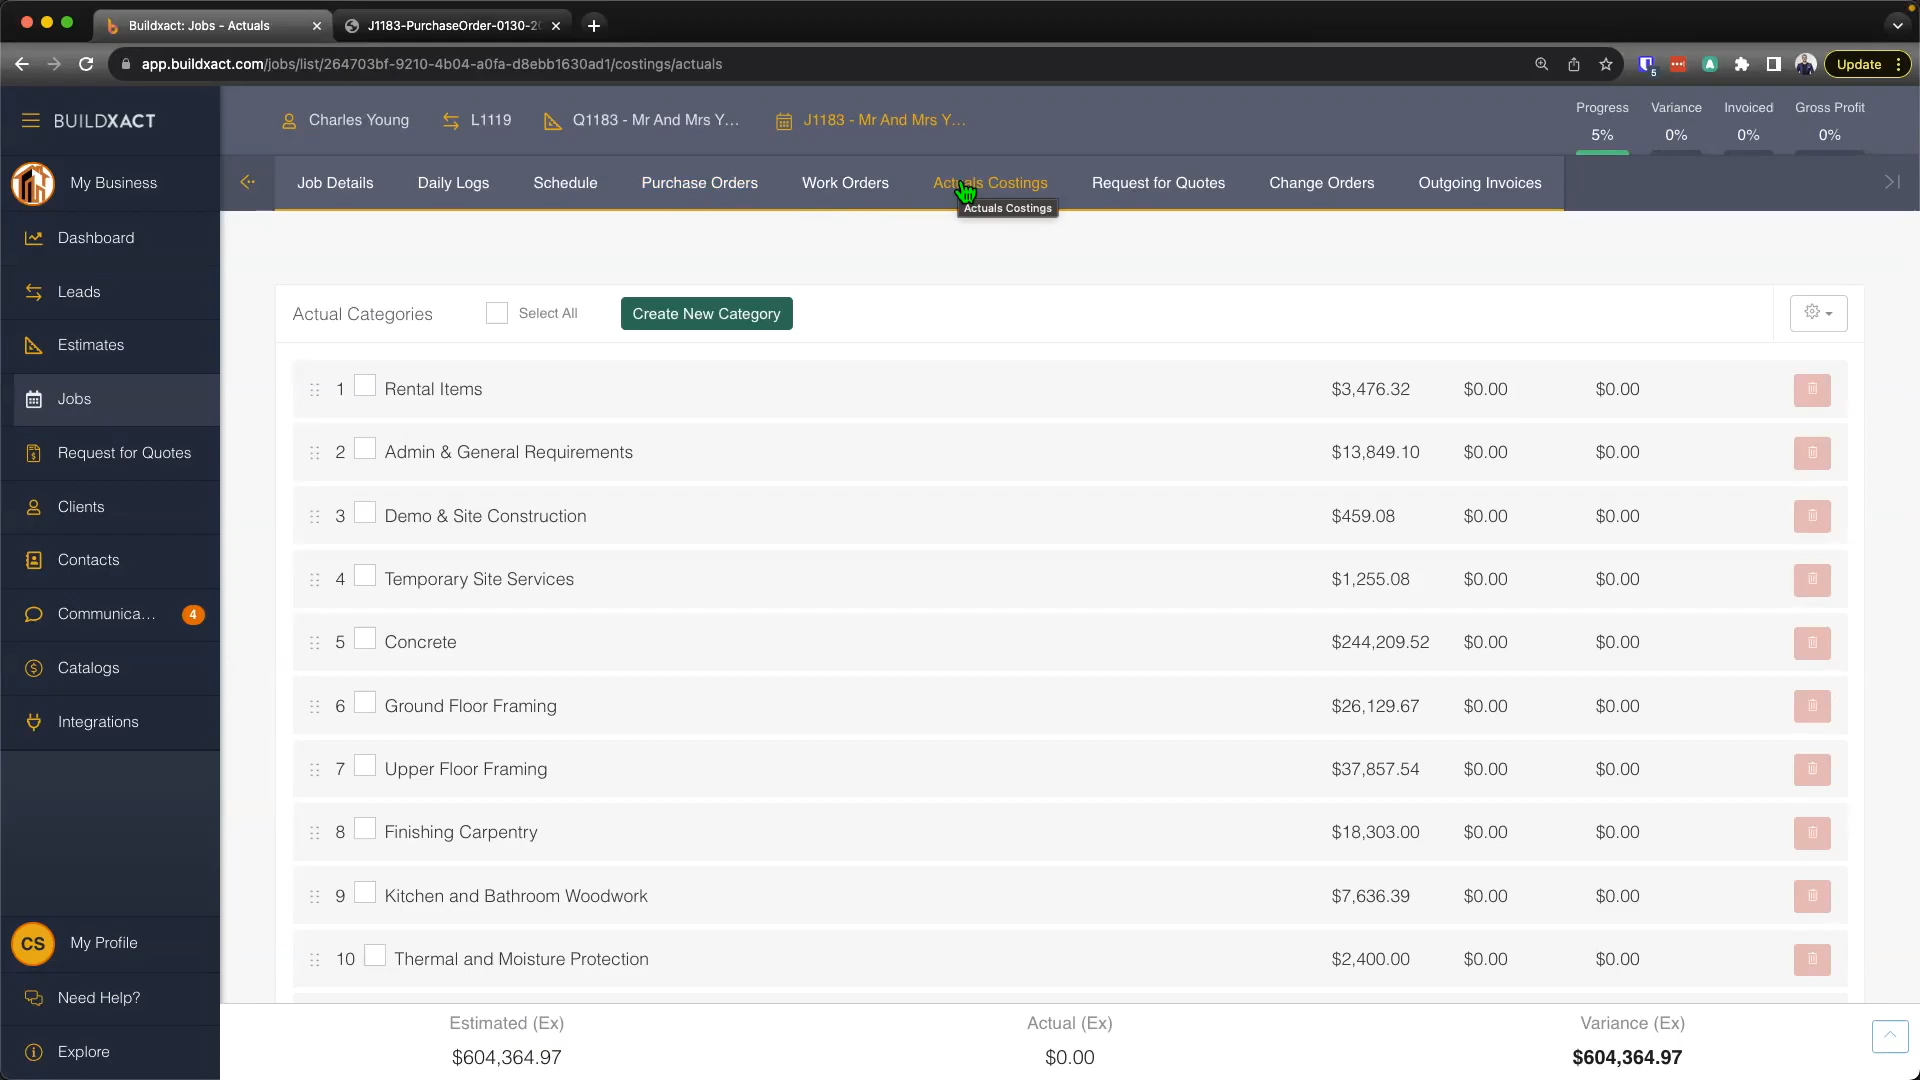 Buildxact: Jobs - Actuals
J1183-PurchaseOrder-0130-20
app.buildxact.com/jobs/list/264703bf-9210-4b04-a0fa-d8ebb1630ad1/costings/actuals
5
Update
BUILDXACT
Charles Young
L1119
Q1183 - Mr And Mrs Y...
J1183 - Mr And Mrs Y...
Progress
5%
Variance
0%
Invoiced
0%
Gross Profit
0%
My Business
Job Details
Daily Logs
Schedule
Purchase Orders
Work Orders
Actuals Costings
Request for Quotes
Change Orders
Outgoing Invoices
Actuals Costings
Dashboard
Leads
Estimates
Jobs
Request for Quotes
Clients
Contacts
Communica...
4
Catalogs
Integrations
CS
My Profile
Need Help?
Explore
Actual Categories
Select All
Create New Category
1 Rental Items $3,476.32 $0.00 $0.00
2 Admin & General Requirements $13,849.10 $0.00 $0.00
3 Demo & Site Construction $459.08 $0.00 $0.00
4 Temporary Site Services $1,255.08 $0.00 $0.00
5 Concrete $244,209.52 $0.00 $0.00
6 Ground Floor Framing $26,129.67 $0.00 $0.00
7 Upper Floor Framing $37,857.54 $0.00 $0.00
8 Finishing Carpentry $18,303.00 $0.00 $0.00
9 Kitchen and Bathroom Woodwork $7,636.39 $0.00 $0.00
10 Thermal and Moisture Protection $2,400.00 $0.00 $0.00
Estimated (Ex)
$604,364.97
Actual (Ex)
$0.00
Variance (Ex)
$604,364.97